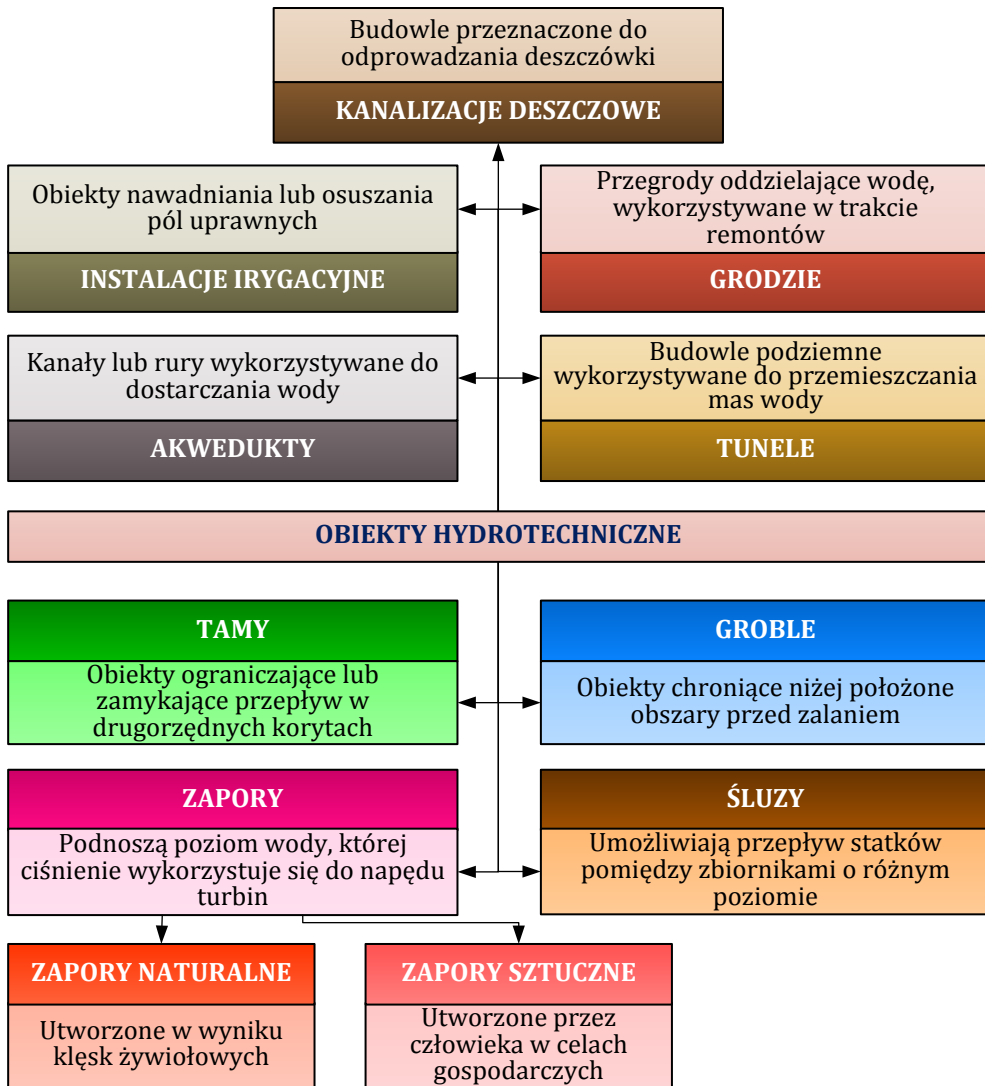 Budowle przeznaczone do
odprowadzania deszczówki
KANALIZACJE DESZCZOWE
Obiekty nawadniania lub osuszania
pól uprawnych
INSTALACJE IRYGACYJNE
Przegrody oddzielające wodę,
wykorzystywane w trakcie
remontów
GRODZIE
Kanały lub rury wykorzystywane do
dostarczania wody
AKWEDUKTY
Budowle podziemne
wykorzystywane do przemieszczania
mas wody
TUNELE
OBIEKTY HYDROTECHNICZNE
TAMY
Obiekty ograniczające lub
zamykające przepływ w
drugorzędnych korytach
GROBLE
Obiekty chroniące niżej położone
obszary przed zalaniem
ZAPORY
Podnoszą poziom wody, której
ciśnienie wykorzystuje się do napędu
turbin
ŚLUZY
Umożliwiają przepływ statków
pomiędzy zbiornikami o różnym
poziomie
ZAPORY NATURALNE
Utworzone w wyniku
klęsk żywiołowych
ZAPORY SZTUCZNE
Utworzone przez
człowieka w celach
gospodarczych